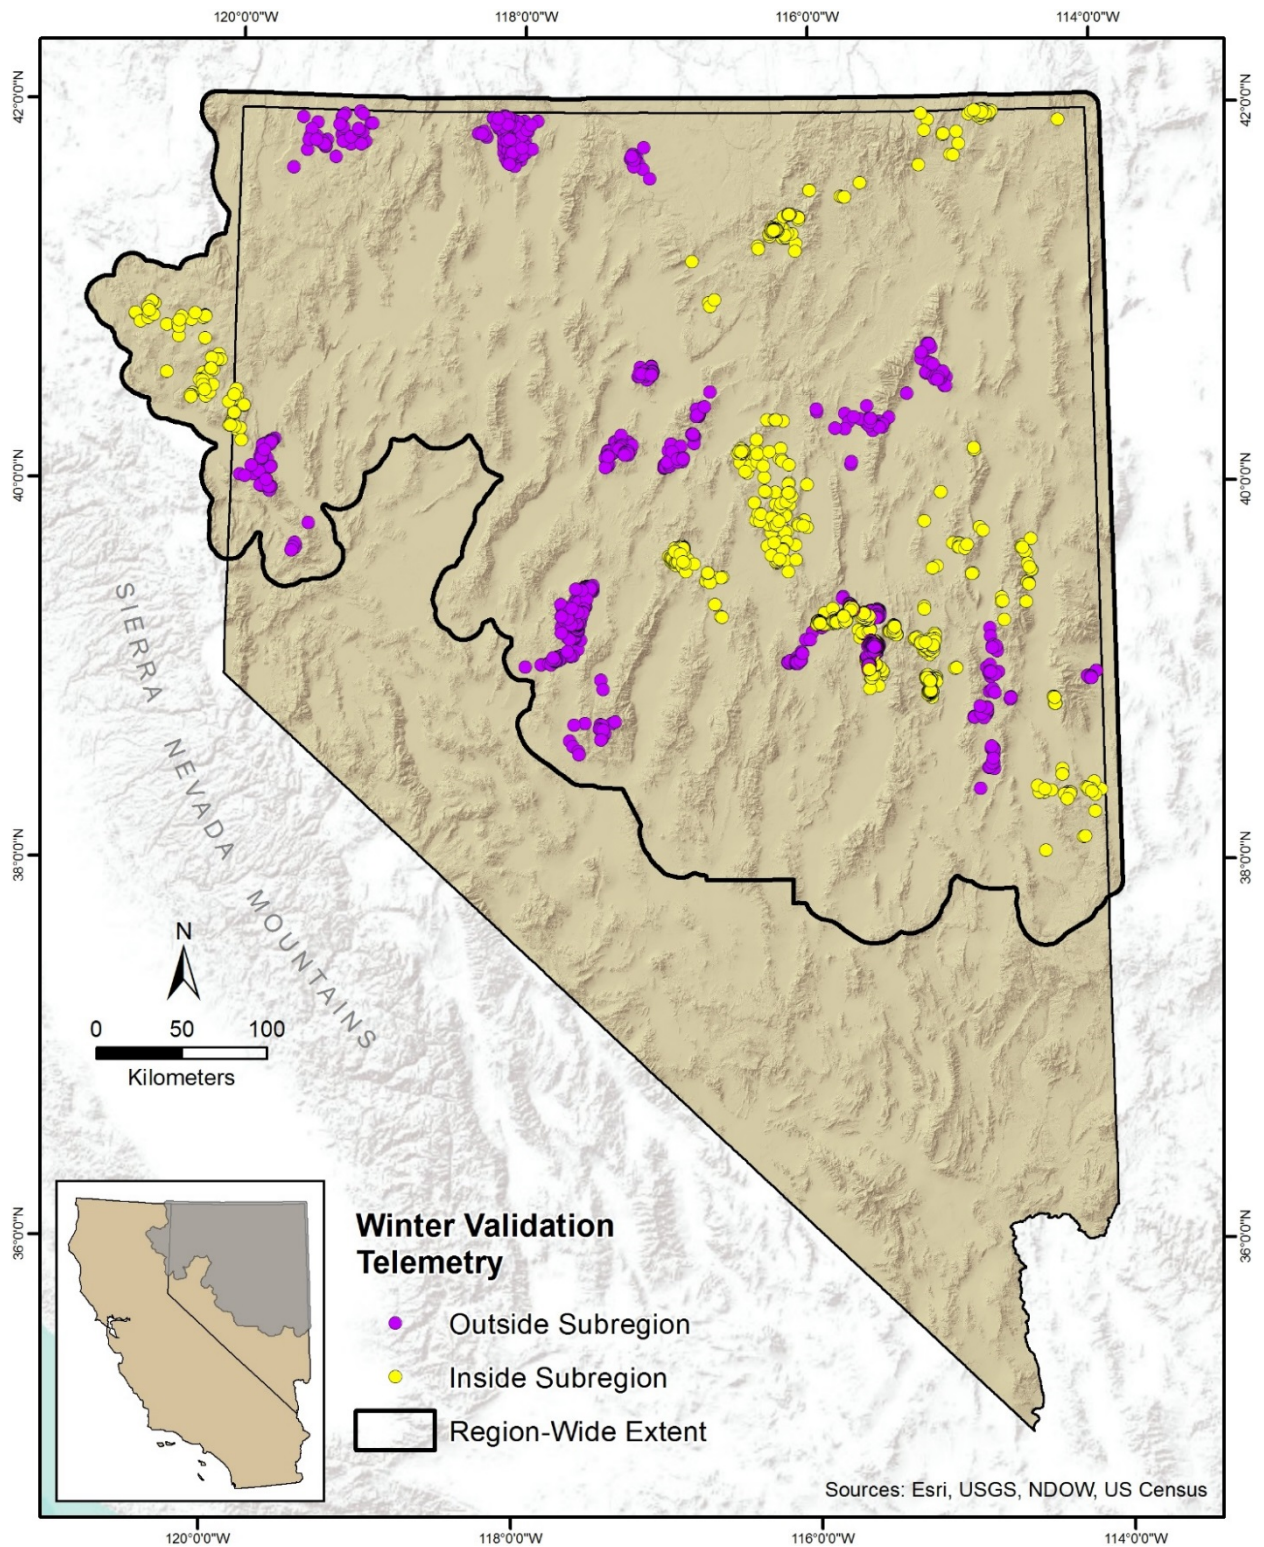 120°0'0"W 118°0'0"W 116°0'0"W 114°0'0"W
42°0'0"N 42°0'0"N
40°0'0"N 40°0'0"N
SIERRA NEVADA MOUNTAINS
38°0'0"N 38°0'0"N
N
0 50 100
Kilometers
36°0'0"N 36°0'0"N
Winter Validation
Telemetry
Outside Subregion
Inside Subregion
Region-Wide Extent
Sources: Esri, USGS, NDOW, US Census
120°0'0"W 118°0'0"W 116°0'0"W 114°0'0"W